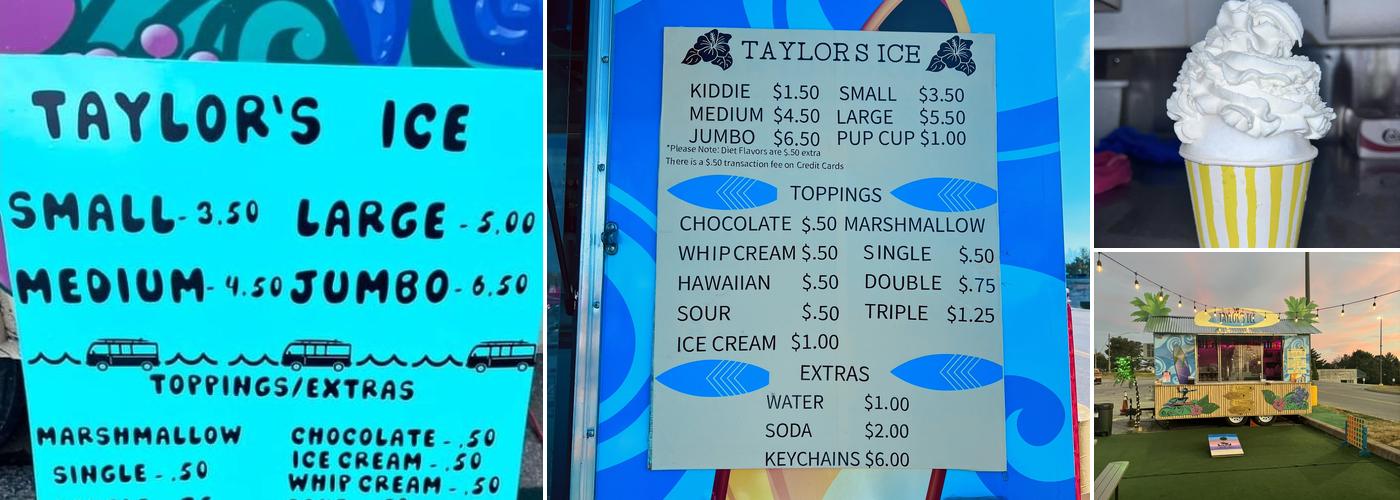 TAYLOR'S ICE
SMALL- 3.50 LARGE - 5.00
MEDIUM- 4.50 JUMBO- 6.50
TOPPINGS/EXTRAS
MARSHMALLOW
SINGLE - .50
CHOCOLATE - .50
ICE CREAM - .50
WHIP CREAM - .50
TAYLORS ICE
KIDDIE $1.50 SMALL $3.50
MEDIUM $4.50 LARGE $5.50
JUMBO $6.50 PUP CUP $1.00
*Please Note: Diet Flavors are $.50 extra
There is a $.50 transaction fee on Credit Cards
TOPPINGS
CHOCOLATE $.50 MARSHMALLOW
WHIP CREAM $.50 SINGLE $.50
HAWAIIAN $.50 DOUBLE $.75
SOUR $.50 TRIPLE $1.25
ICE CREAM $1.00
EXTRAS
WATER $1.00
SODA $2.00
KEYCHAINS $6.00
TAYLOR'S ICE